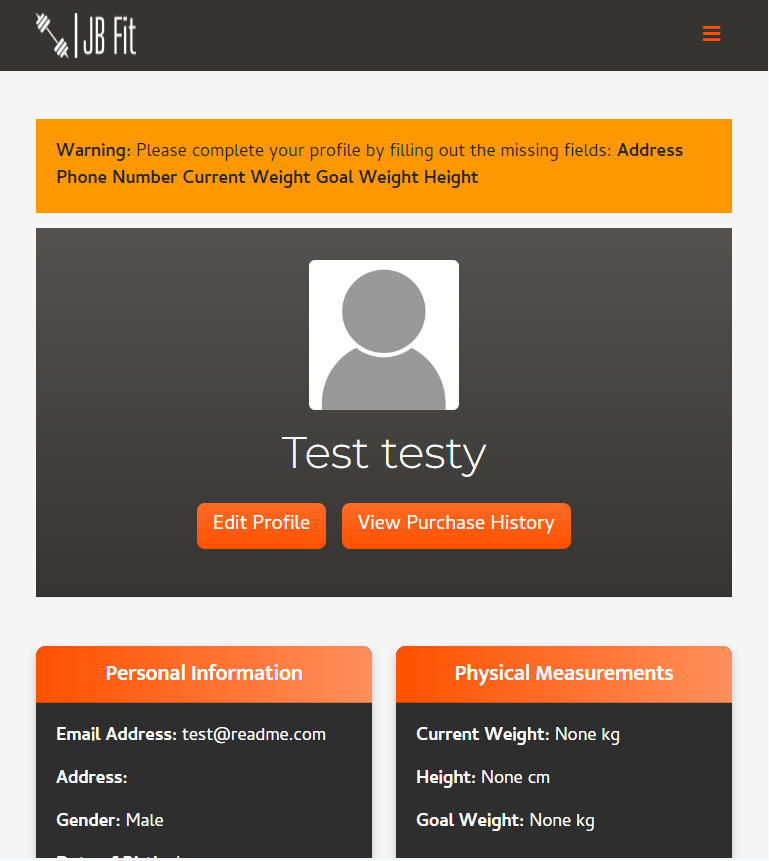 JB Fit
Warning: Please complete your profile by filling out the missing fields: Address
Phone Number Current Weight Goal Weight Height
Test testy
Edit Profile
View Purchase History
Personal Information
Email Address: test@readme.com
Address:
Gender: Male
Physical Measurements
Current Weight: None kg
Height: None cm
Goal Weight: None kg